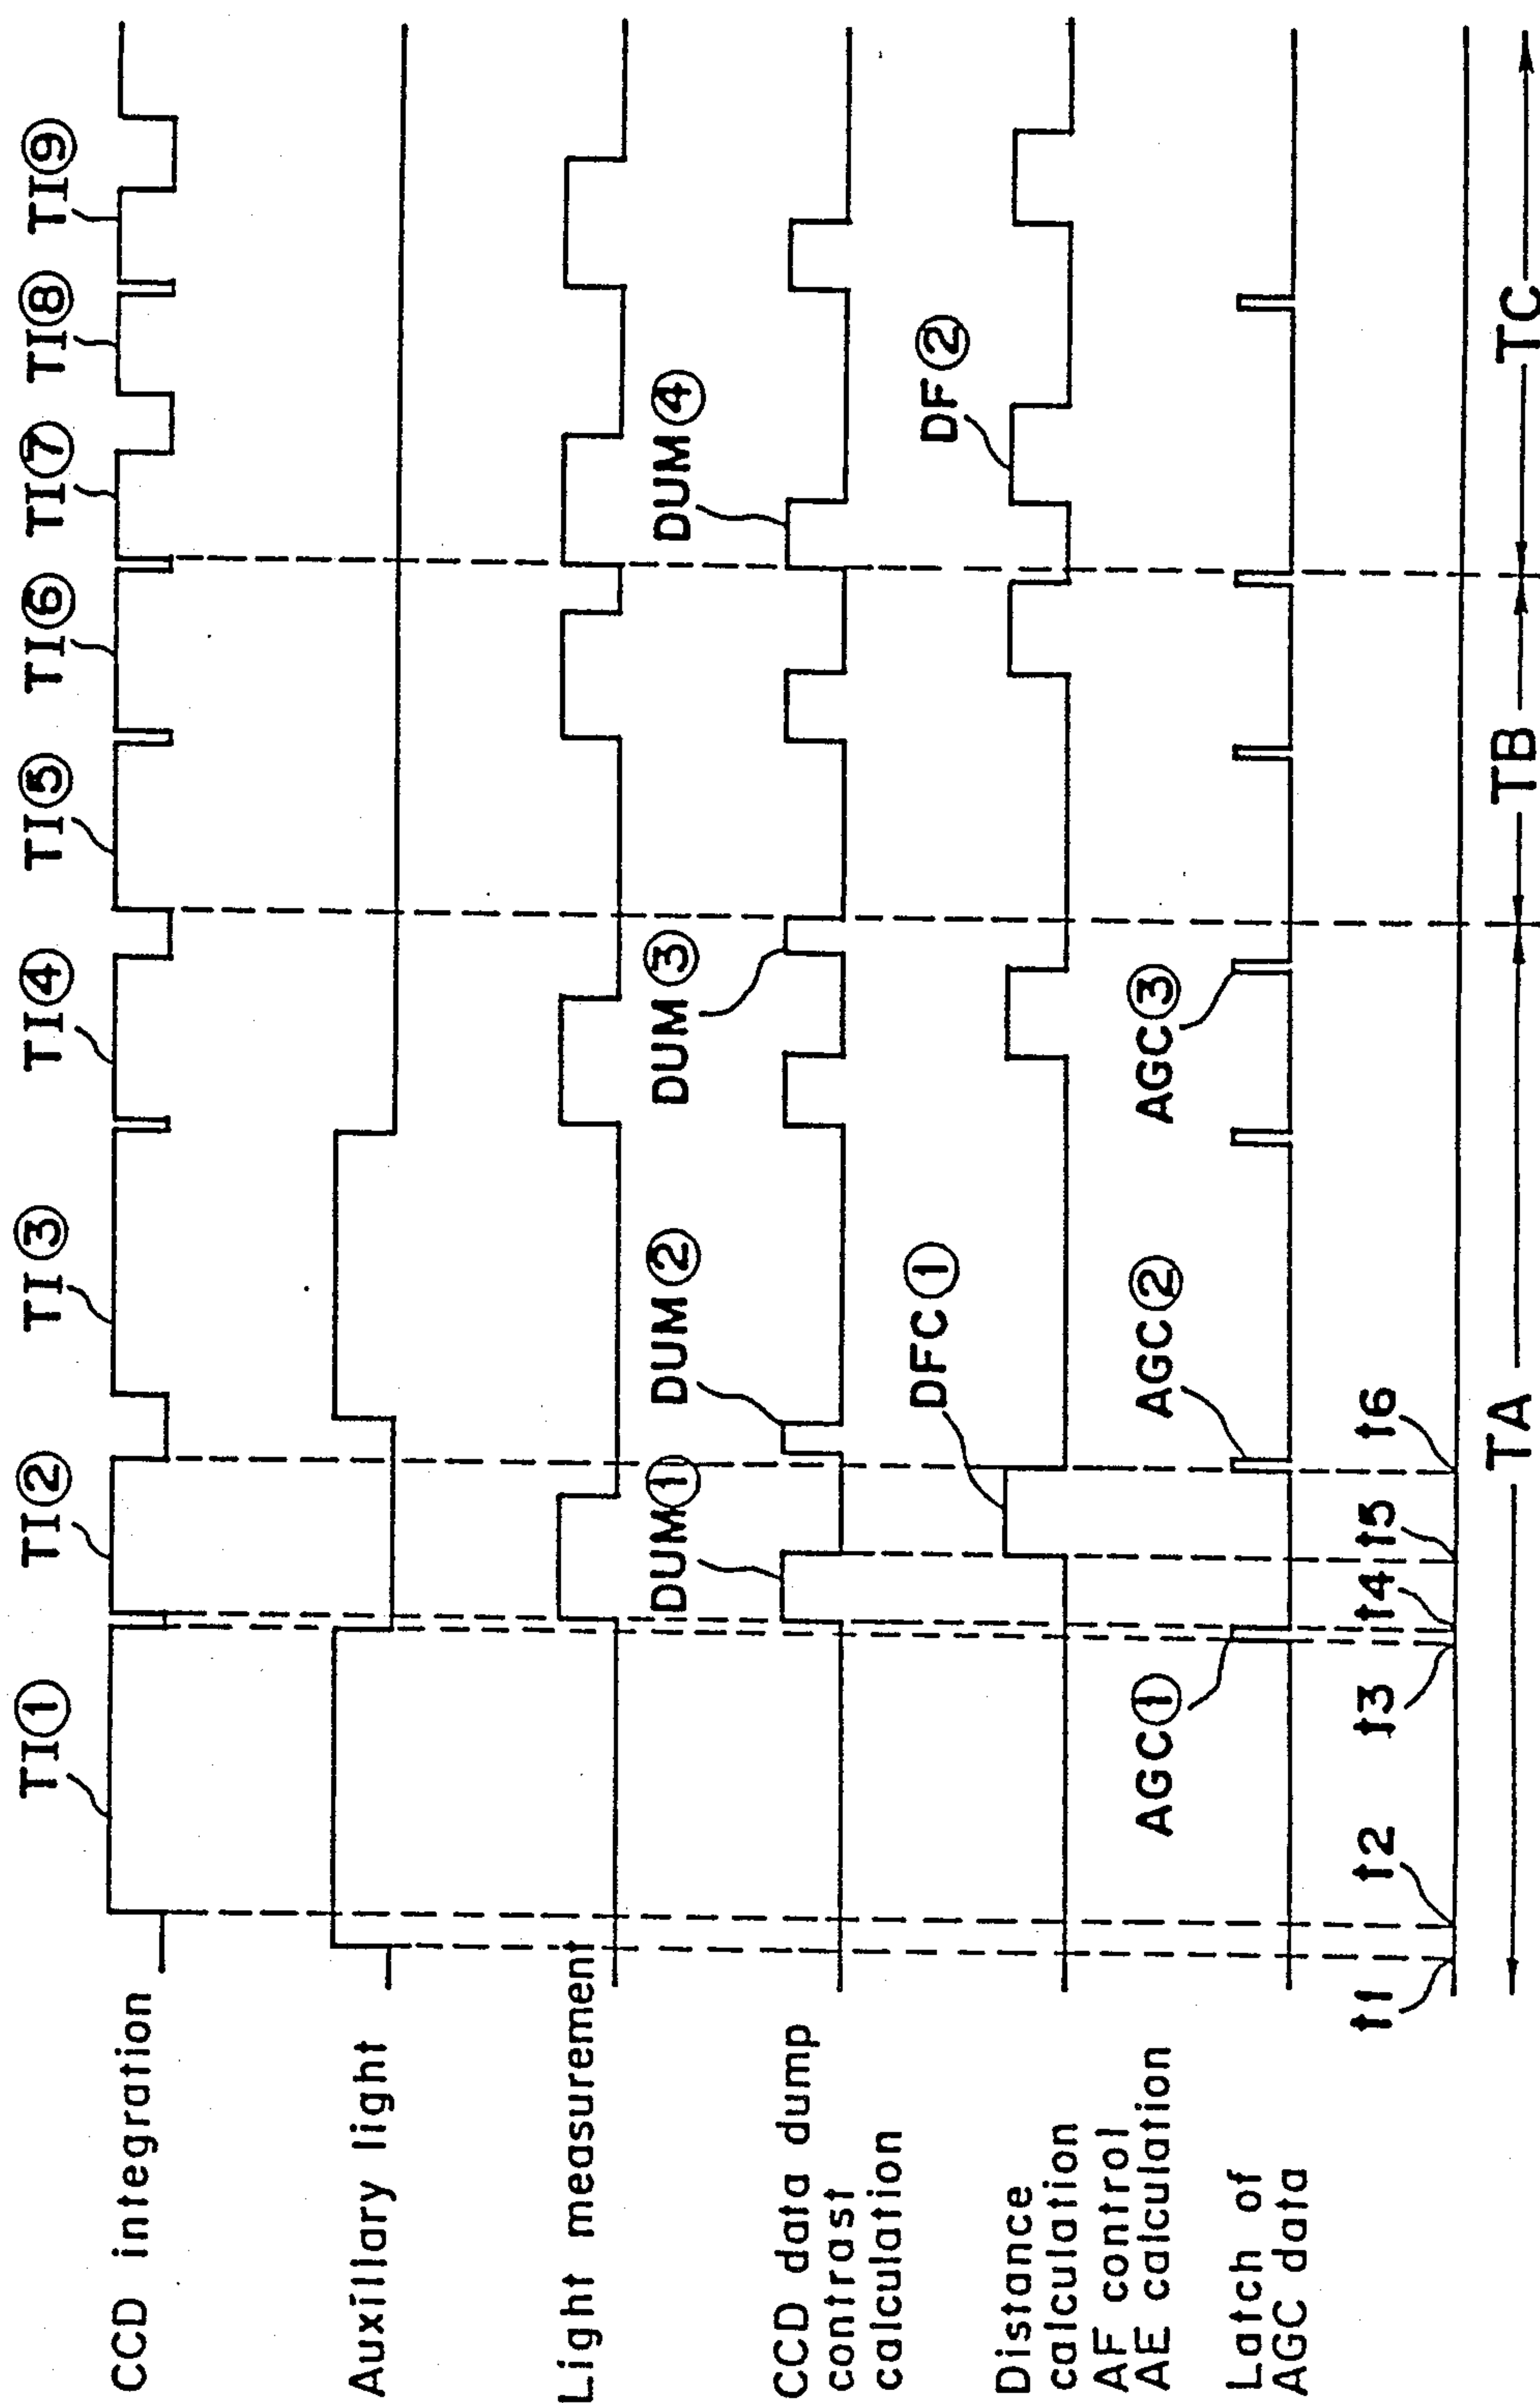 TI① TI② TI③ TI④ TI⑤ TI⑥ TI⑦ TI⑧ TI⑨
CCD integration
Auxillary light
Light measurement
DUM① DUM② DUM③ DUM④
CCD data dump
contrast
calculation
DFC① DF②
Distance
calculation
AF control
AE calculation
AGC① AGC② AGC③
Latch of
AGC data
t1 t2 t3 t4 t5 t6
TA TB TC